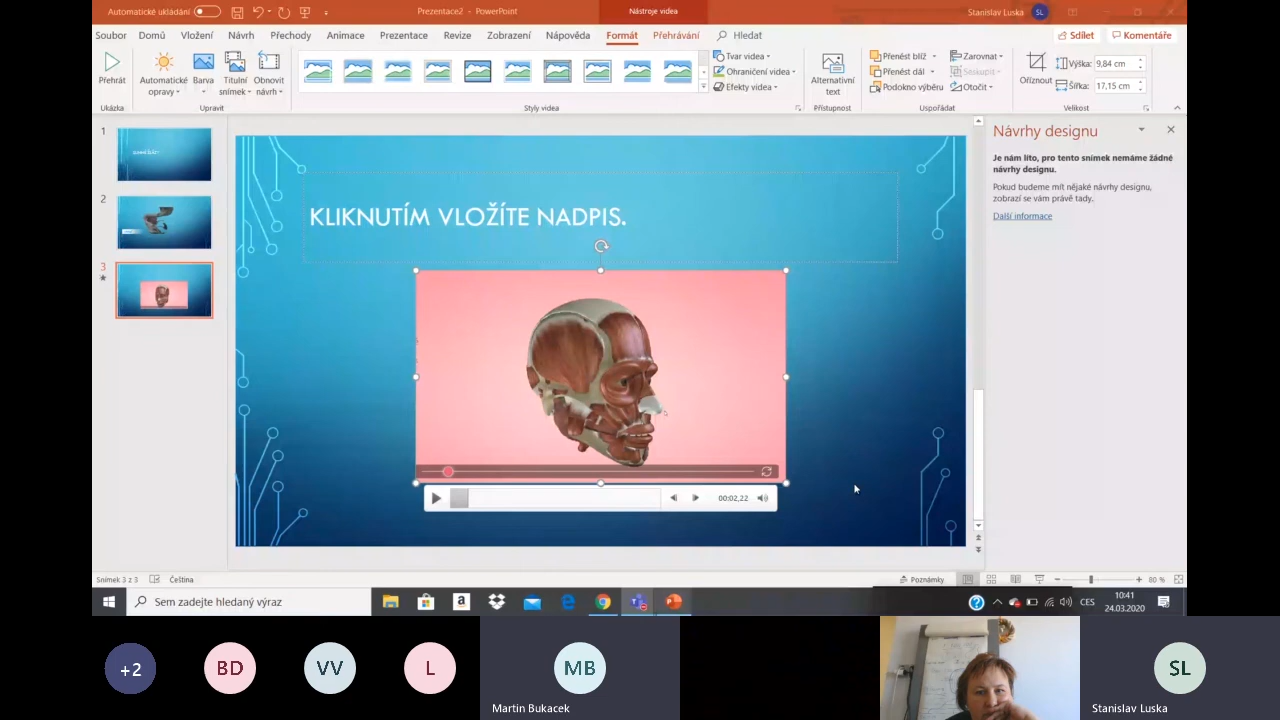 Automatické ukládání
Prezentace2 - PowerPoint
Nástroje videa
Stanislav Luska
SL
Soubor Domů Vložení Návrh Přechody Animace Prezentace Revize Zobrazení Nápověda Formát Přehrávání Hledat
Sdílet
Komentáře
Přehrát
Automatické opravy
Barva
Titulní snímek
Obnovit návrh
Tvar videa
Ohraničení videa
Efekty videa
Alternativní text
Přenést blíž
Přenést dál
Podokno výběru
Zarovnat
Seskupit
Otočit
Oříznout
Výška: 9,84 cm
Šířka: 17,15 cm
Ukázka
Upravit
Styly videa
Přístupnost
Uspořádat
Velikost
1
2
3
KLIKNUTÍM VLOŽÍTE NADPIS.
00:02,22
Návrhy designu
Je nám líto, pro tento snímek nemáme žádné
návrhy designu.
Pokud budeme mít nějaké návrhy designu,
zobrazí se vám právě tady.
Další informace
Snímek 3 z 3
Čeština
Poznámky
80 %
Sem zadejte hledaný výraz
CES
10:41
24.03.2020
+2
BD
VV
L
MB
Martin Bukacek
SL
Stanislav Luska